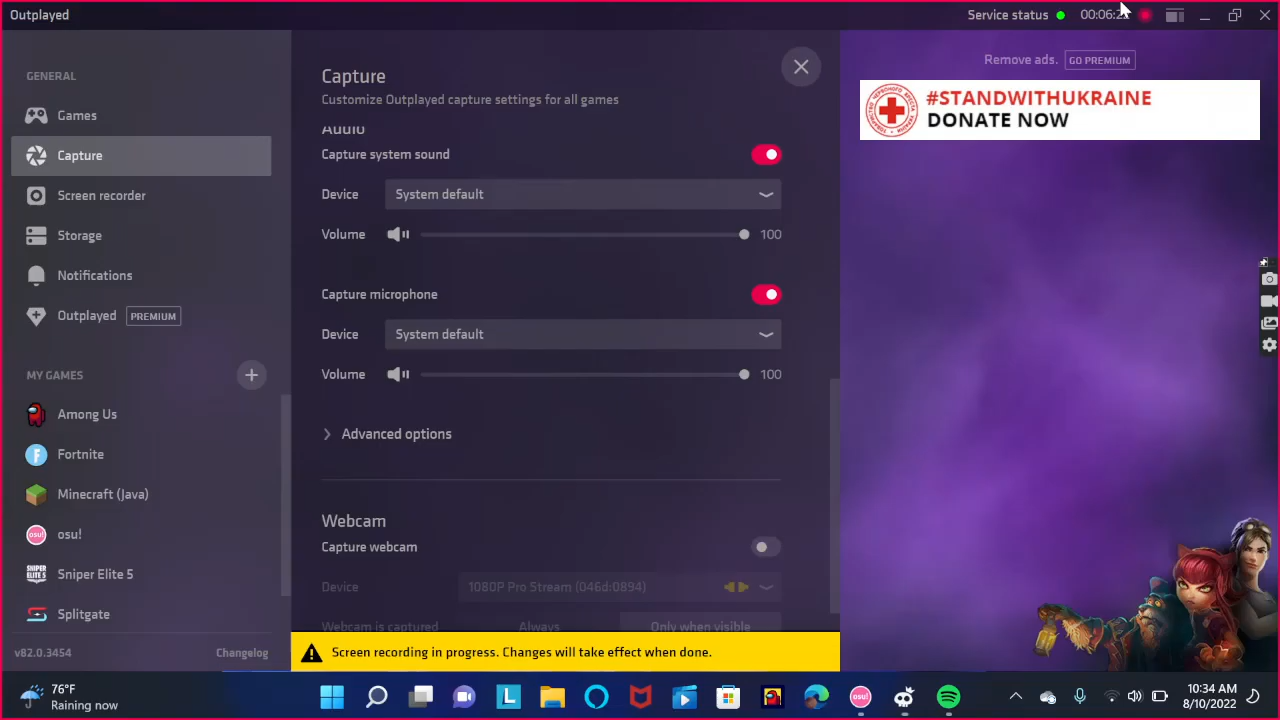 Outplayed
Service status
GENERAL
Games
Capture
Screen recorder
Storage
Notifications
Outplayed PREMIUM
MY GAMES
Among Us
Fortnite
Minecraft (Java)
osu!
osu!
SNIPER ELITE 5
Sniper Elite 5
Splitgate
v82.0.3454 Changelog
Capture
Customize Outplayed capture settings for all games
Audio
Capture system sound
Device System default
Volume 100
Capture microphone
Device System default
Volume 100
Advanced options
Webcam
Capture webcam
Device 1080P Pro Stream (046d:0894)
Webcam is captured Always Only when visible
Screen recording in progress. Changes will take effect when done.
Remove ads. GO PREMIUM
#STANDWITHUKRAINE
DONATE NOW
76°F
Raining now
L
osu!
10:34 AM
8/10/2022